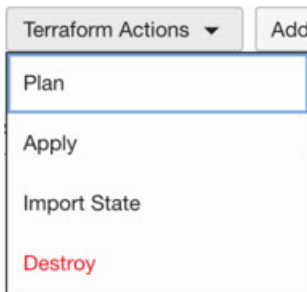 Terraform Actions
Add
Plan
Apply
Import State
Destroy